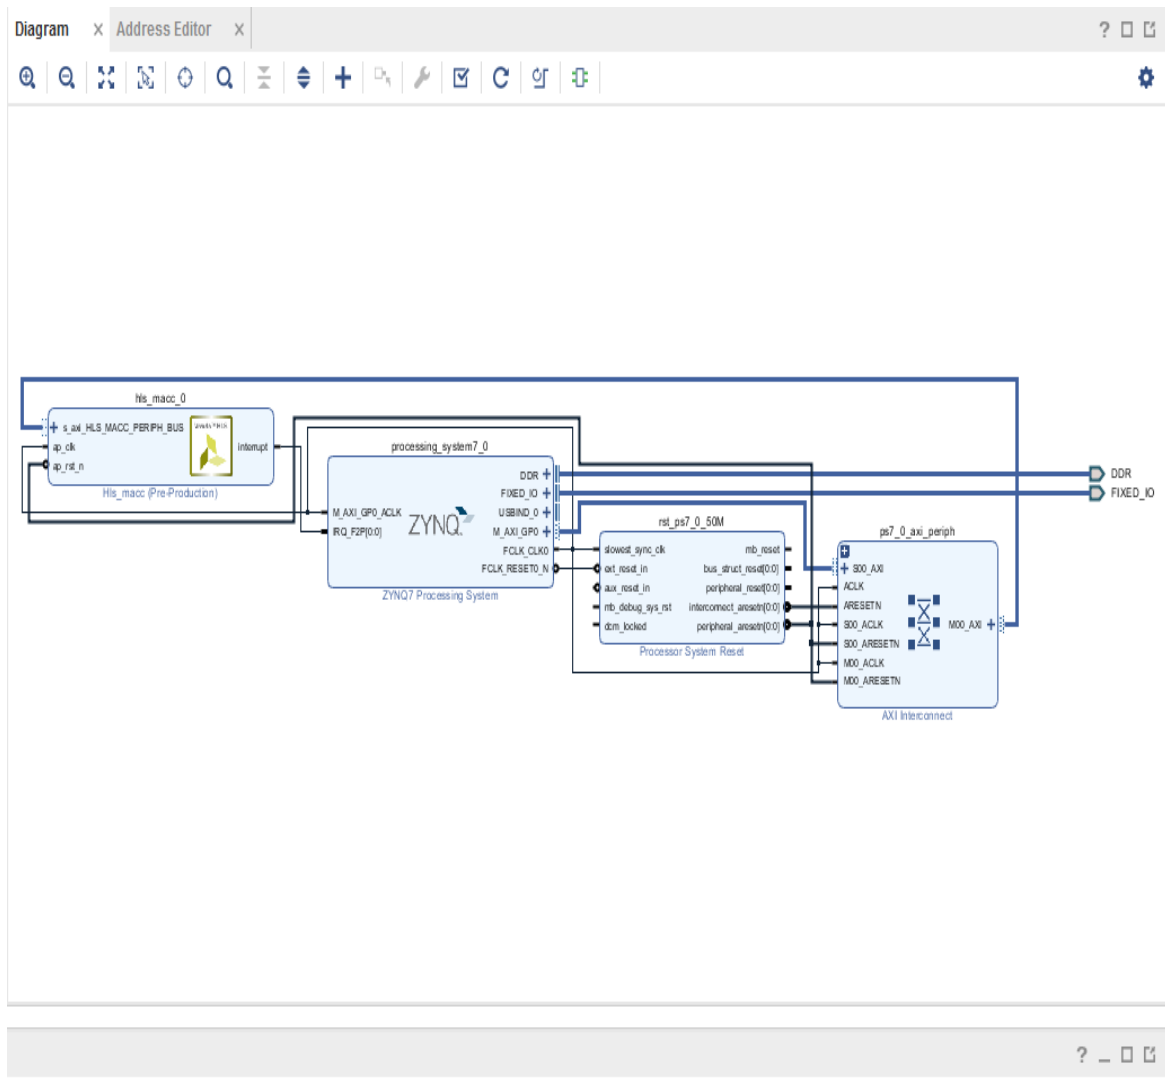 Diagram
Address Editor
hls_macc_0
s_axi_HLS_MACC_PERIPH_BUS
ap_clk
ap_rst_n
interrupt
Hls_macc (Pre-Production)
processing_system7_0
M_AXI_GP0_ACLK
IRQ_F2P[0:0]
ZYNQ
DDR
FIXED_IO
USBIND_0
M_AXI_GP0
FCLK_CLK0
FCLK_RESET0_N
ZYNQ7 Processing System
rst_ps7_0_50M
slowest_sync_clk
ext_reset_in
aux_reset_in
mb_debug_sys_rst
dcm_locked
mb_reset
bus_struct_reset[0:0]
peripheral_reset[0:0]
interconnect_aresetn[0:0]
peripheral_aresetn[0:0]
Processor System Reset
ps7_0_axi_periph
S00_AXI
ACLK
ARESETN
S00_ACLK
S00_ARESETN
M00_ACLK
M00_ARESETN
M00_AXI
AXI Interconnect
DDR
FIXED_IO